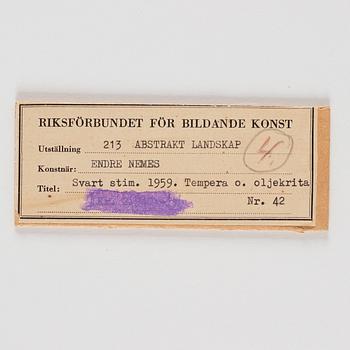 RIKSFÖRBUNDET FÖR BILDANDE KONST
Utställning 213 ABSTRAKT LANDSKAP
4.
Konstnär: ENDRE NEMES
Titel: Svart stim. 1959. Tempera o. oljekrita
Nr. 42